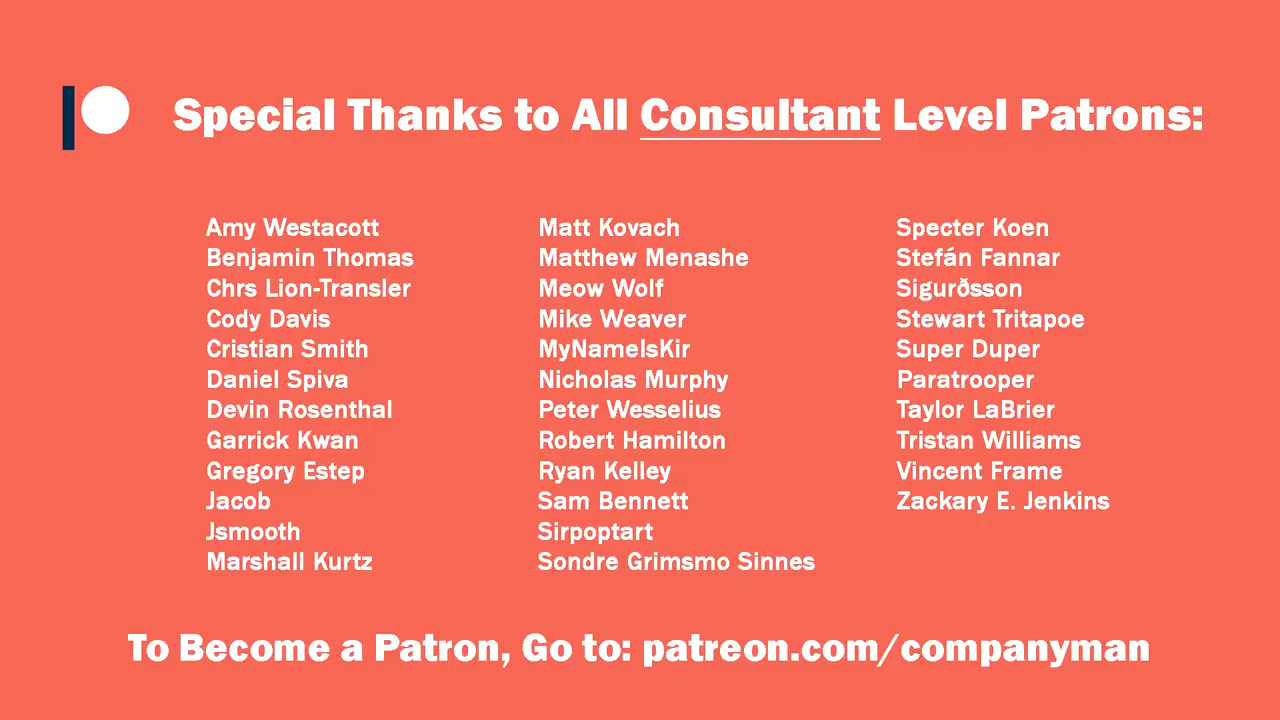 Special Thanks to All Consultant Level Patrons:
Amy Westacott
Benjamin Thomas
Chrs Lion-Transler
Cody Davis
Cristian Smith
Daniel Spiva
Devin Rosenthal
Garrick Kwan
Gregory Estep
Jacob
Jsmooth
Marshall Kurtz
Matt Kovach
Matthew Menashe
Meow Wolf
Mike Weaver
MyNameIsKir
Nicholas Murphy
Peter Wesselius
Robert Hamilton
Ryan Kelley
Sam Bennett
Sirpoptart
Sondre Grimsmo Sinnes
Specter Koen
Stefán Fannar
Sigurðsson
Stewart Tritapoe
Super Duper
Paratrooper
Taylor LaBrier
Tristan Williams
Vincent Frame
Zackary E. Jenkins
To Become a Patron, Go to: patreon.com/companyman